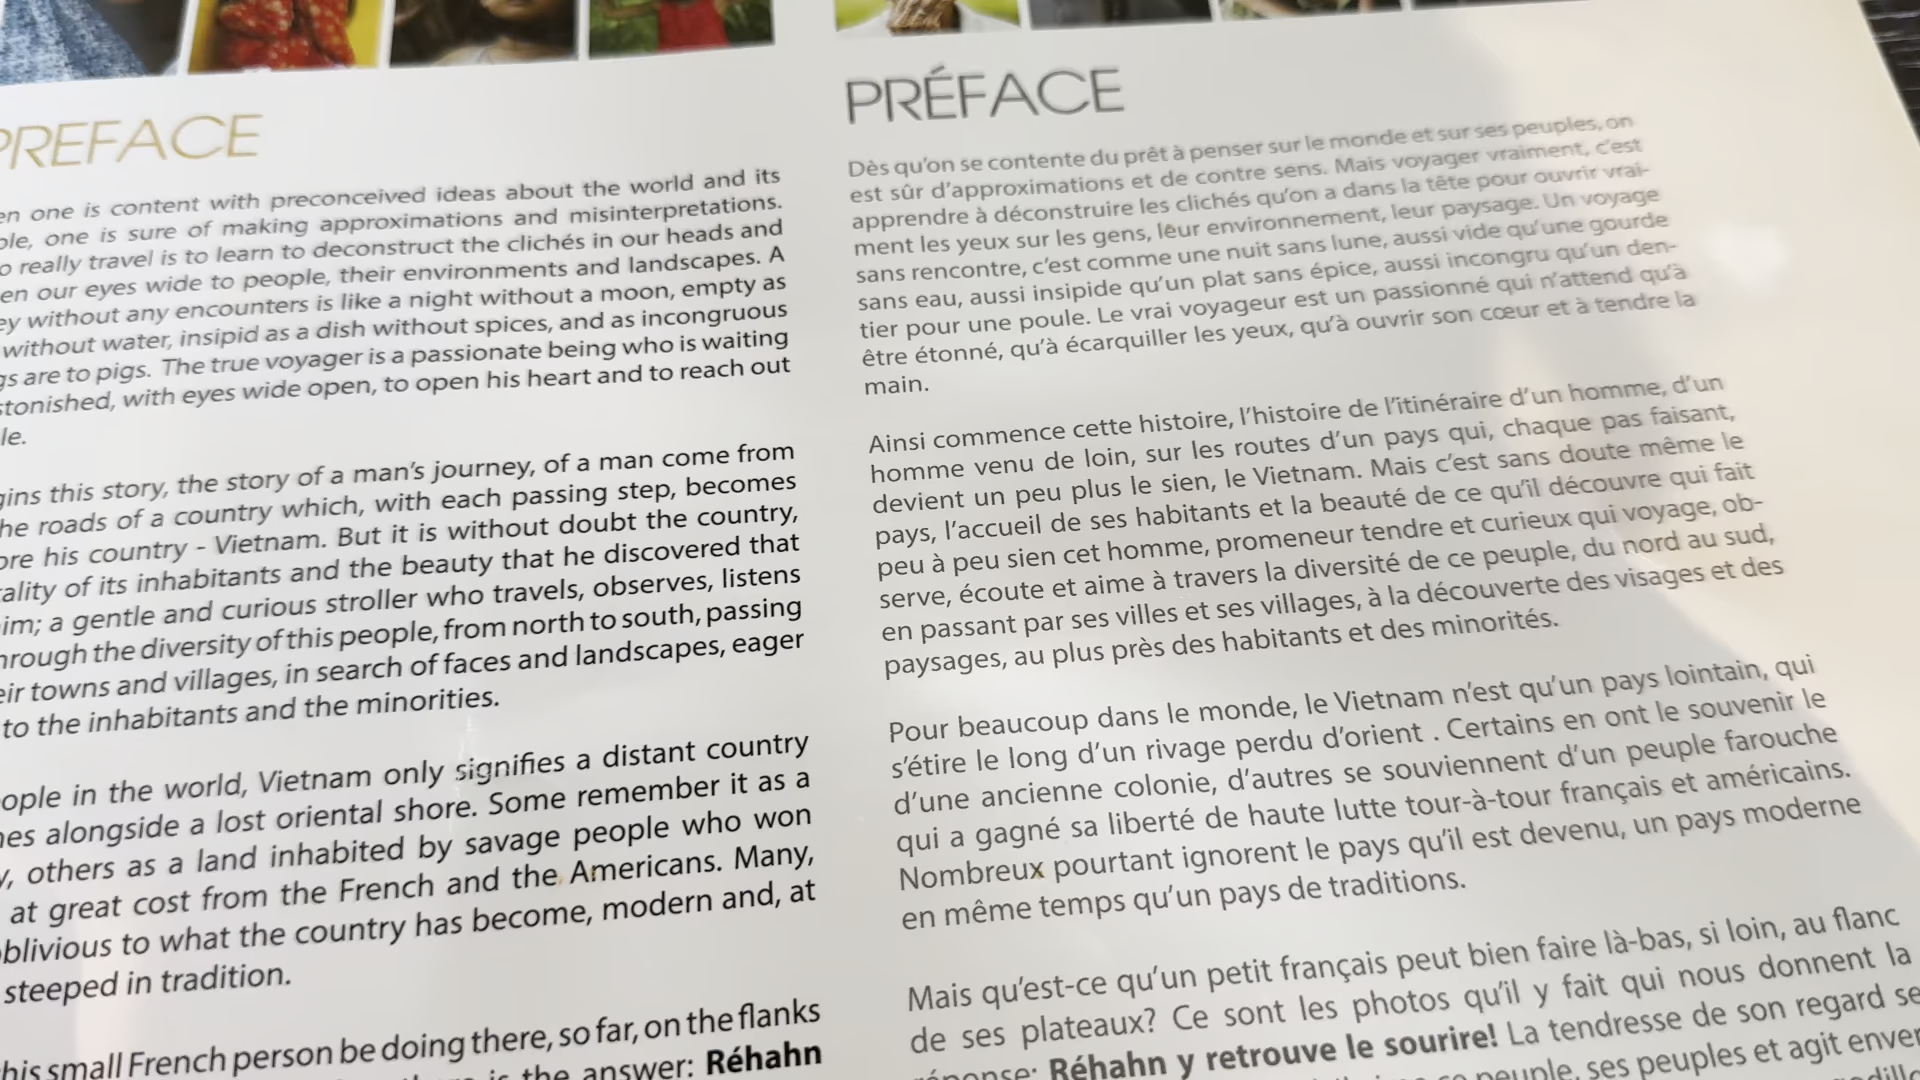 PREFACE
one is content with preconceived ideas about the world and its
one is sure of making approximations and misinterpretations.
really travel is to learn to deconstruct the clichés in our heads and
our eyes wide to people, their environments and landscapes. A
without any encounters is like a night without a moon, empty as
without water, insipid as a dish without spices, and as incongruous
are to pigs. The true voyager is a passionate being who is waiting
with eyes wide open, to open his heart and to reach out
this story, the story of a man's journey, of a man come from
roads of a country which, with each passing step, becomes
his country - Vietnam. But it is without doubt the country,
of its inhabitants and the beauty that he discovered that
a gentle and curious stroller who travels, observes, listens
the diversity of this people, from north to south, passing
towns and villages, in search of faces and landscapes, eager
to the inhabitants and the minorities.
in the world, Vietnam only signifies a distant country
alongside a lost oriental shore. Some remember it as a
others as a land inhabited by savage people who won
at great cost from the French and the Americans. Many,
to what the country has become, modern and, at
steeped in tradition.
small French person be doing there, so far, on the flanks
is the answer: Réhahn
PRÉFACE
Dès qu'on se contente du prêt à penser sur le monde et sur ses peuples, on
est sûr d'approximations et de contre sens. Mais voyager vraiment, c'est
apprendre à déconstruire les clichés qu'on a dans la tête pour ouvrir vrai-
ment les yeux sur les gens, leur environnement, leur paysage. Un voyage
sans rencontre, c'est comme une nuit sans lune, aussi vide qu'une gourde
sans eau, aussi insipide qu'un plat sans épice, aussi incongru qu'un den-
tier pour une poule. Le vrai voyageur est un passionné qui n'attend qu'à
être étonné, qu'à écarquiller les yeux, qu'à ouvrir son cœur et à tendre la
main.
Ainsi commence cette histoire, l'histoire de l'itinéraire d'un homme, d'un
homme venu de loin, sur les routes d'un pays qui, chaque pas faisant,
devient un peu plus le sien, le Vietnam. Mais c'est sans doute même le
pays, l'accueil de ses habitants et la beauté de ce qu'il découvre qui fait
peu à peu sien cet homme, promeneur tendre et curieux qui voyage, ob-
serve, écoute et aime à travers la diversité de ce peuple, du nord au sud,
en passant par ses villes et ses villages, à la découverte des visages et des
paysages, au plus près des habitants et des minorités.
Pour beaucoup dans le monde, le Vietnam n'est qu'un pays lointain, qui
s'étire le long d'un rivage perdu d'orient . Certains en ont le souvenir le
d'une ancienne colonie, d'autres se souviennent d'un peuple farouche
qui a gagné sa liberté de haute lutte tour-à-tour français et américains.
Nombreux pourtant ignorent le pays qu'il est devenu, un pays moderne
en même temps qu'un pays de traditions.
Mais qu'est-ce qu'un petit français peut bien faire là-bas, si loin, au flanc
de ses plateaux? Ce sont les photos qu'il y fait qui nous donnent la
réponse: Réhahn y retrouve le sourire! La tendresse de son regard se
peuple, ses peuples et agit